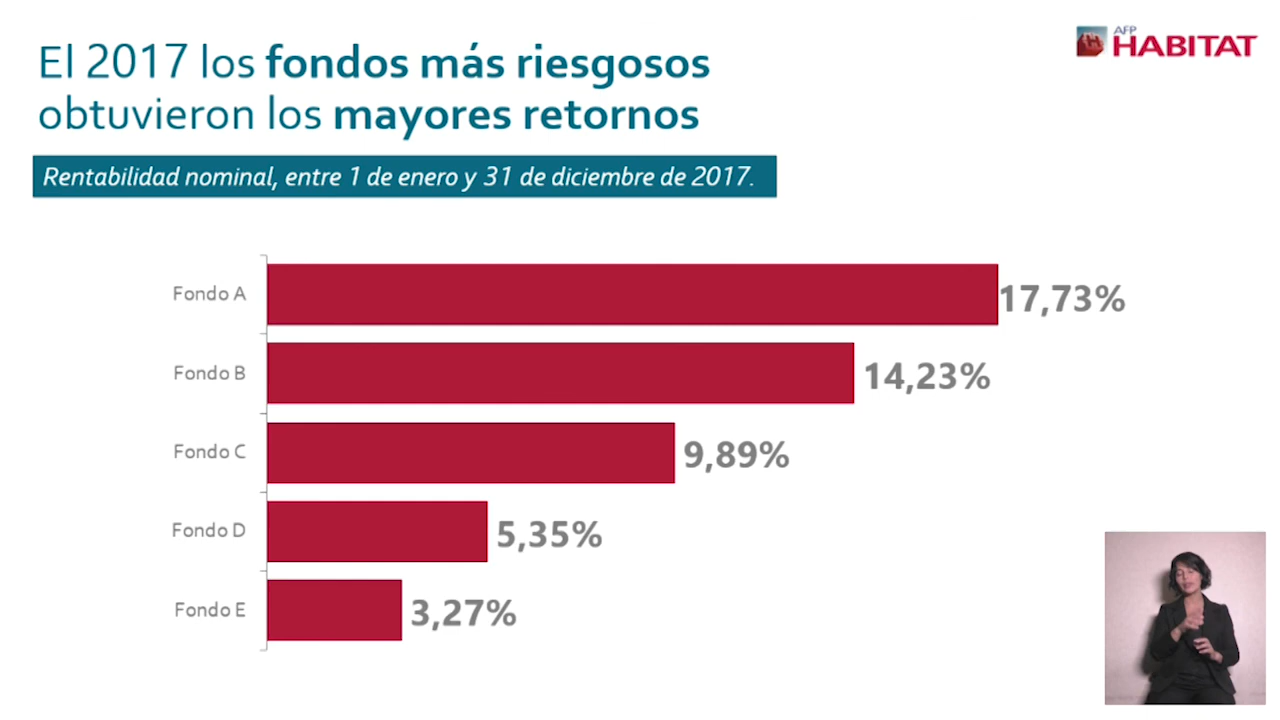 El 2017 los fondos más riesgosos
obtuvieron los mayores retornos
AFP
HABITAT
Rentabilidad nominal, entre 1 de enero y 31 de diciembre de 2017.
Fondo A
17,73%
Fondo B
14,23%
Fondo C
9,89%
Fondo D
5,35%
Fondo E
3,27%